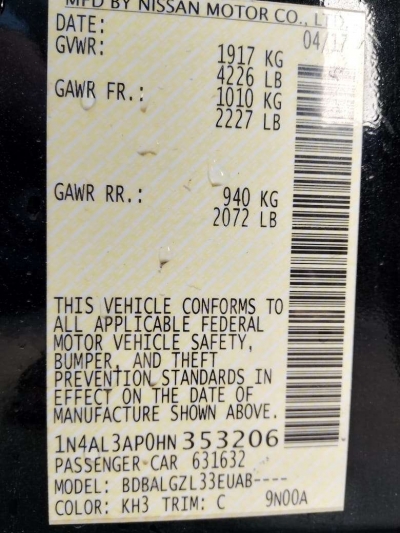 MFD BY NISSAN MOTOR CO., LTD.
DATE: 04/17
GVWR: 1917 KG
4226 LB
GAWR FR.: 1010 KG
2227 LB
GAWR RR.: 940 KG
2072 LB
THIS VEHICLE CONFORMS TO
ALL APPLICABLE FEDERAL
MOTOR VEHICLE SAFETY,
BUMPER, AND THEFT
PREVENTION STANDARDS IN
EFFECT ON THE DATE OF
MANUFACTURE SHOWN ABOVE.
1N4AL3AP0HN 353206
PASSENGER CAR 631632
MODEL: BDBALGZL33EUAB----
COLOR: KH3 TRIM: C 9N00A